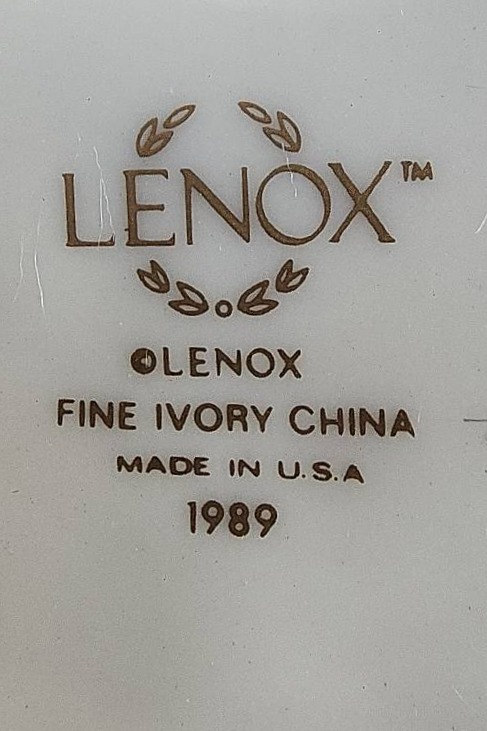 LENOX™
©LENOX
FINE IVORY CHINA
MADE IN U.S.A
1989